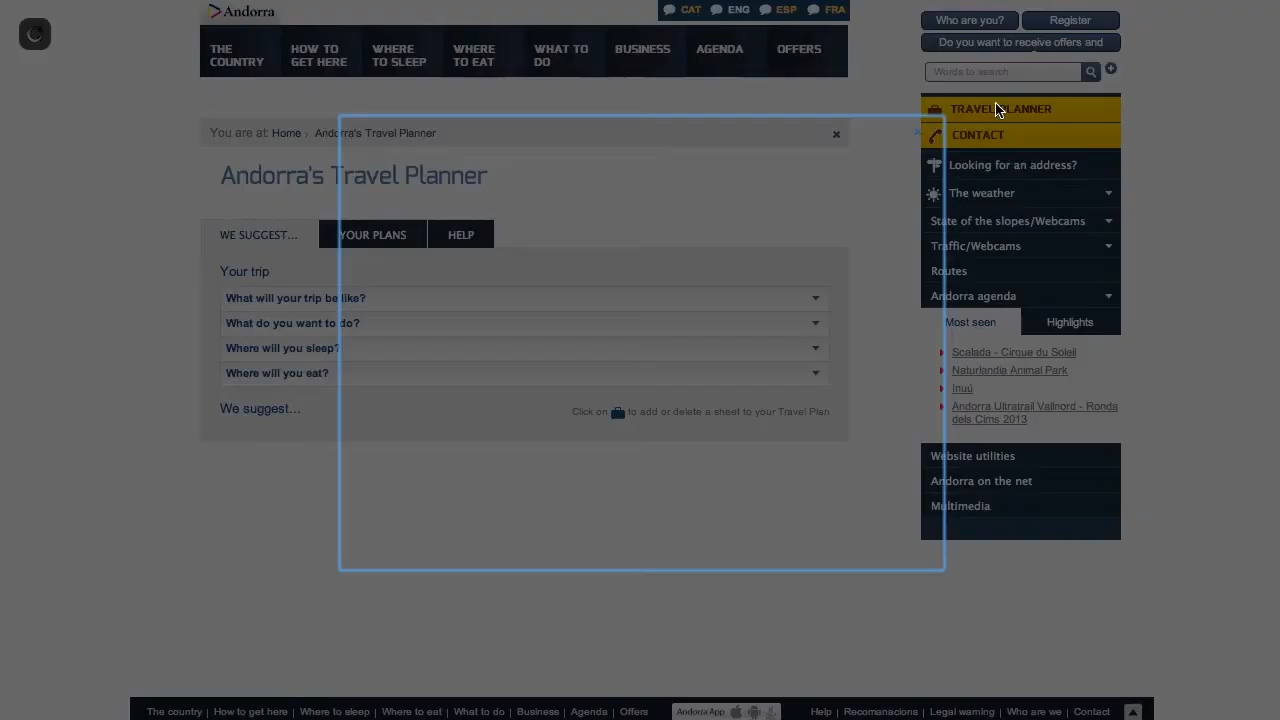 Andorra
CAT ENG ESP FRA
Who are you? Register
Do you want to receive offers and
THE COUNTRY
HOW TO GET HERE
WHERE TO SLEEP
WHERE TO EAT
WHAT TO DO
BUSINESS
AGENDA
OFFERS
Words to search
TRAVEL PLANNER
CONTACT
You are at: Home › Andorra's Travel Planner
Andorra's Travel Planner
WE SUGGEST... YOUR PLANS HELP
Your trip
What will your trip be like?
What do you want to do?
Where will you sleep?
Where will you eat?
We suggest...
Click on to add or delete a sheet to your Travel Plan
Looking for an address?
The weather
State of the slopes/Webcams
Traffic/Webcams
Routes
Andorra agenda
Most seen Highlights
Scalada - Cirque du Soleil
Naturlandia Animal Park
Inuú
Andorra Ultratrail Vallnord - Ronda
dels Cims 2013
Website utilities
Andorra on the net
Multimedia
The country | How to get here | Where to sleep | Where to eat | What to do | Business | Agenda | Offers
Andorra App
Help | Recomanacions | Legal warning | Who are we | Contact